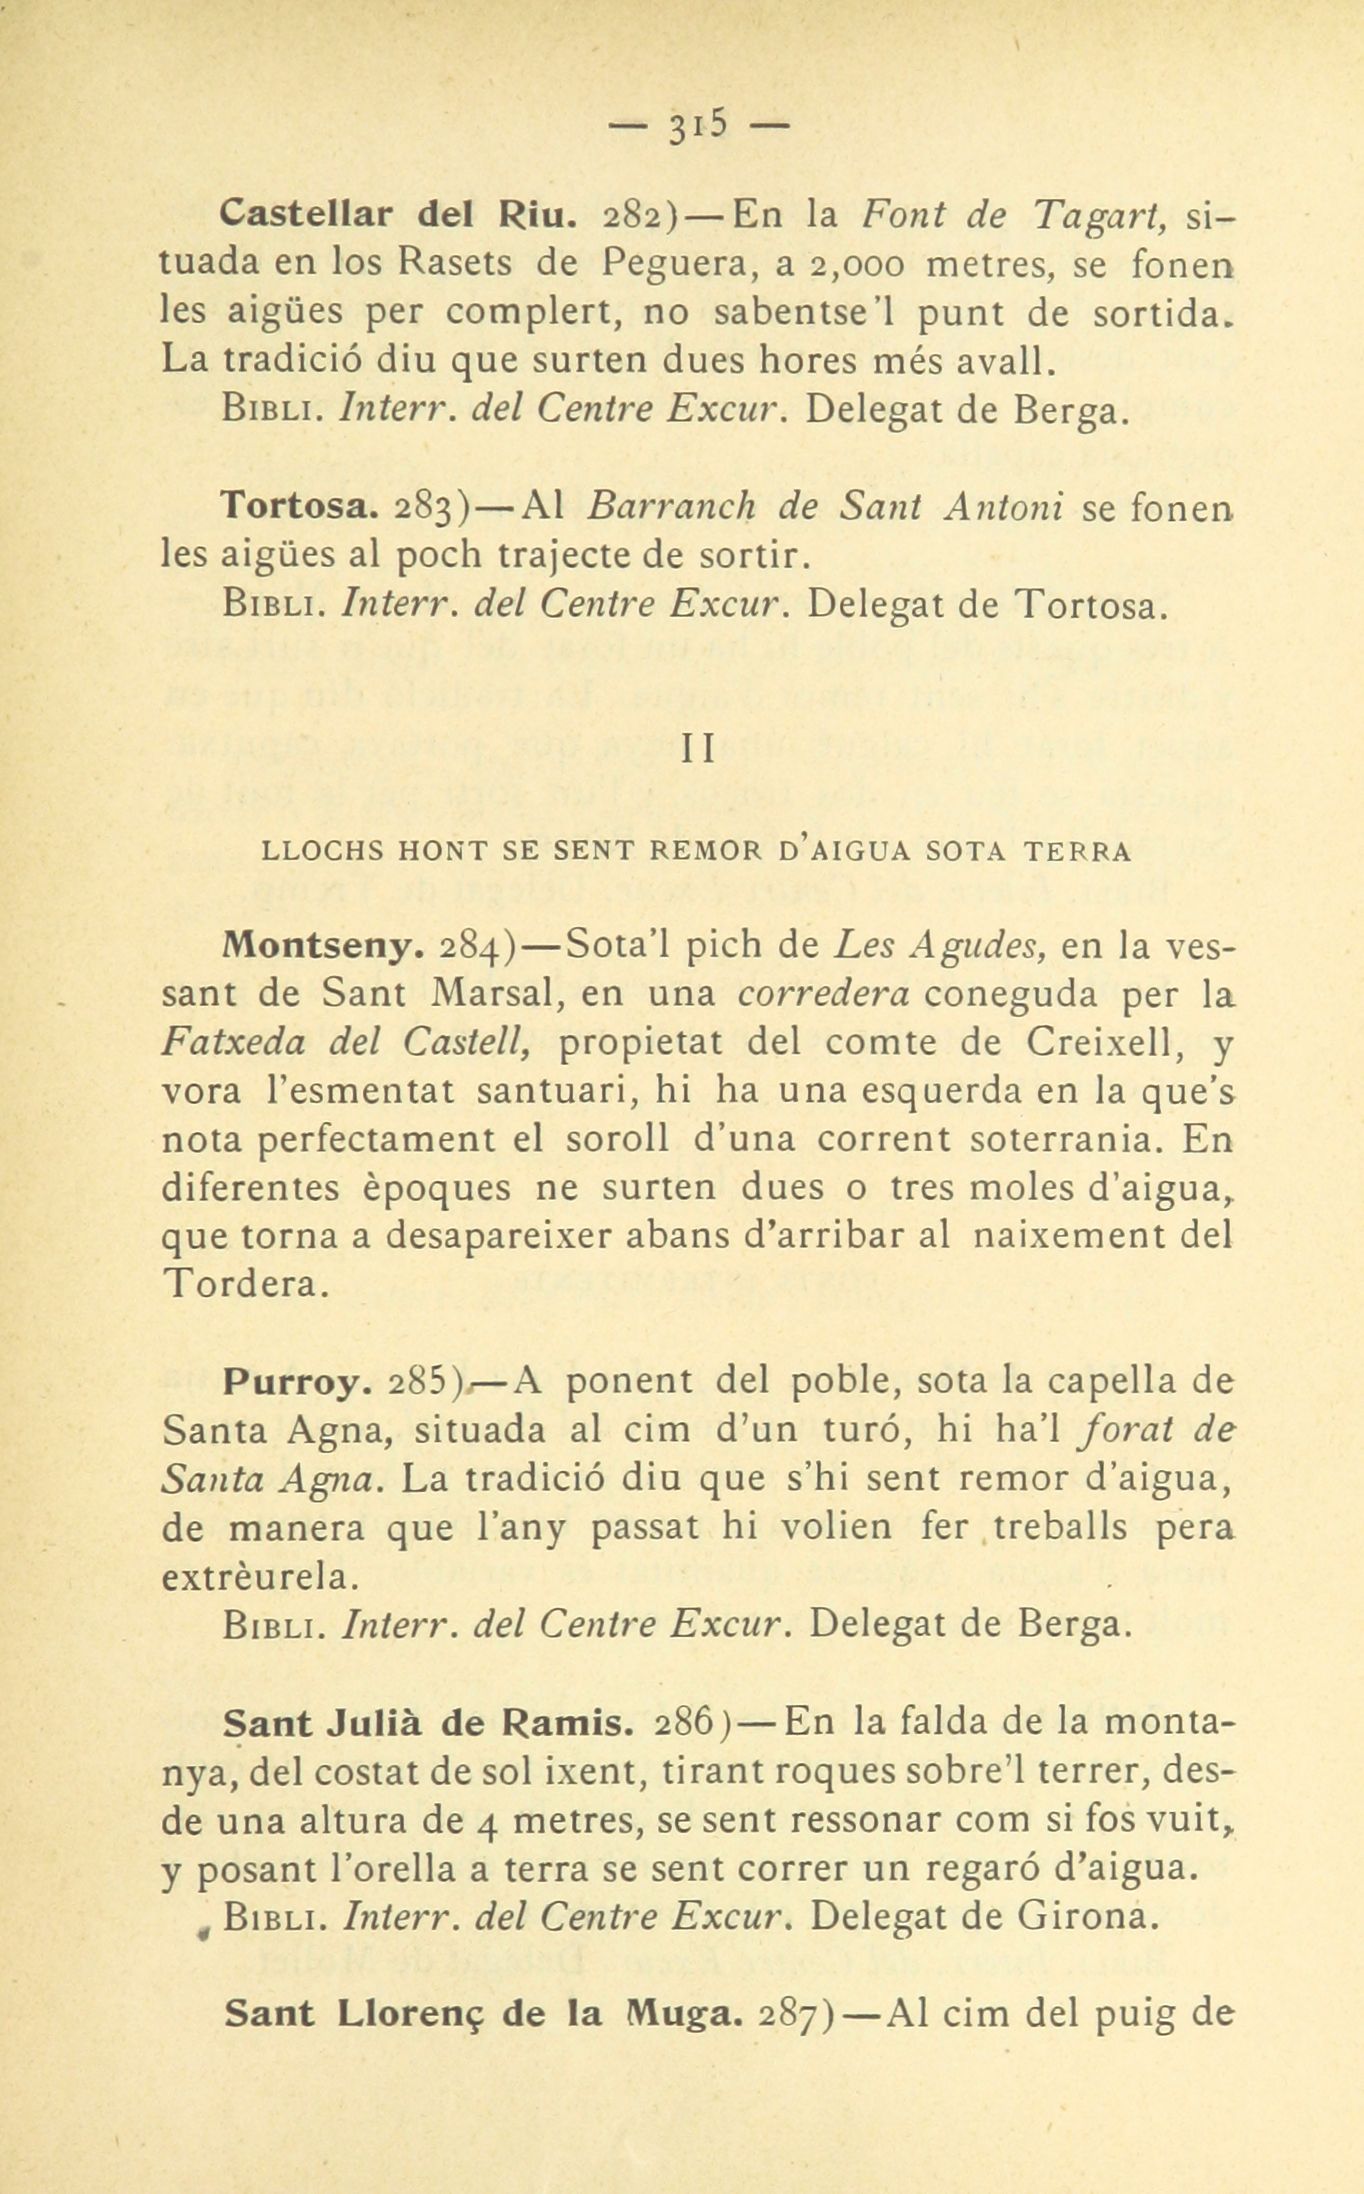 — 315 —
Castellar del Riu. 282)—En la Font de Tagart, si-
tuada en los Rasets de Peguera, a 2,000 metres, se fonen
les aigües per complert, no sabentse'l punt de sortida.
La tradició diu que surten dues hores més avall.
BIBLI. Interr. del Centre Excur. Delegat de Berga.
Tortosa. 283)—Al Barranch de Sant Antoni se fonen
les aigües al poch trajecte de sortir.
BIBLI. Interr. del Centre Excur. Delegat de Tortosa.
II
LLOCHS HONT SE SENT REMOR D'AIGUA SOTA TERRA
Montseny. 284)—Sota'l pich de Les Agudes, en la ves-
sant de Sant Marsal, en una corredera coneguda per la
Fatxeda del Castell, propietat del comte de Creixell, y
vora l'esmentat santuari, hi ha una esquerda en la que's
nota perfectament el soroll d'una corrent soterrania. En
diferentes èpoques ne surten dues o tres moles d'aigua,
que torna a desapareixer abans d'arribar al naixement del
Tordera.
Purroy. 285)—A ponent del poble, sota la capella de
Santa Agna, situada al cim d'un turó, hi ha'l forat de
Santa Agna. La tradició diu que s'hi sent remor d'aigua,
de manera que l'any passat hi volien fer treballs pera
extrèurela.
BIBLI. Interr. del Centre Excur. Delegat de Berga.
Sant Julià de Ramis. 286)—En la falda de la monta-
nya, del costat de sol ixent, tirant roques sobre'l terrer, des-
de una altura de 4 metres, se sent ressonar com si fos vuit,
y posant l'orella a terra se sent correr un regaró d'aigua.
BIBLI. Interr. del Centre Excur. Delegat de Girona.
Sant Llorenç de la Muga. 287)—Al cim del puig de